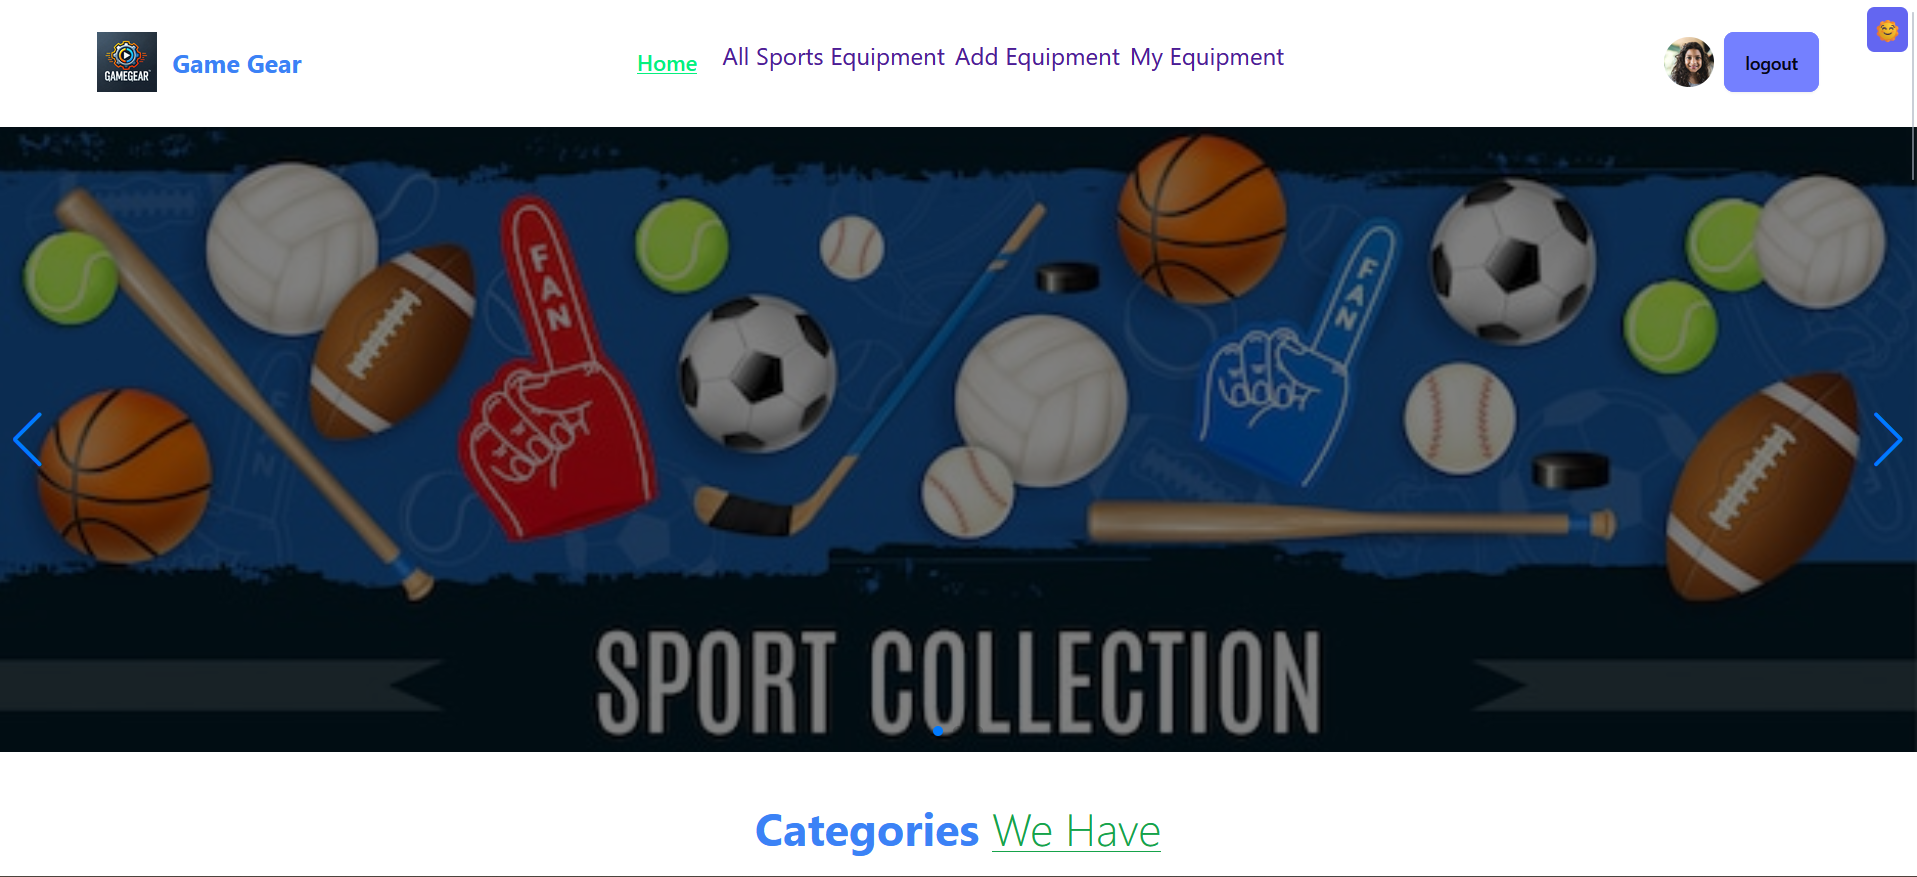 GAMEGEAR
Game Gear
Home
All Sports Equipment
Add Equipment
My Equipment
logout
FAN
FAN
SPORT COLLECTION
Categories We Have